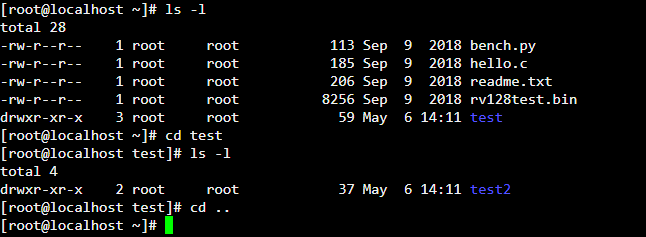 [root@localhost ~]# ls -l
total 28
-rw-r--r-- 1 root root 113 Sep 9 2018 bench.py
-rw-r--r-- 1 root root 185 Sep 9 2018 hello.c
-rw-r--r-- 1 root root 206 Sep 9 2018 readme.txt
-rw-r--r-- 1 root root 8256 Sep 9 2018 rv128test.bin
drwxr-xr-x 3 root root 59 May 6 14:11 test
[root@localhost ~]# cd test
[root@localhost test]# ls -l
total 4
drwxr-xr-x 2 root root 37 May 6 14:11 test2
[root@localhost test]# cd ..
[root@localhost ~]#